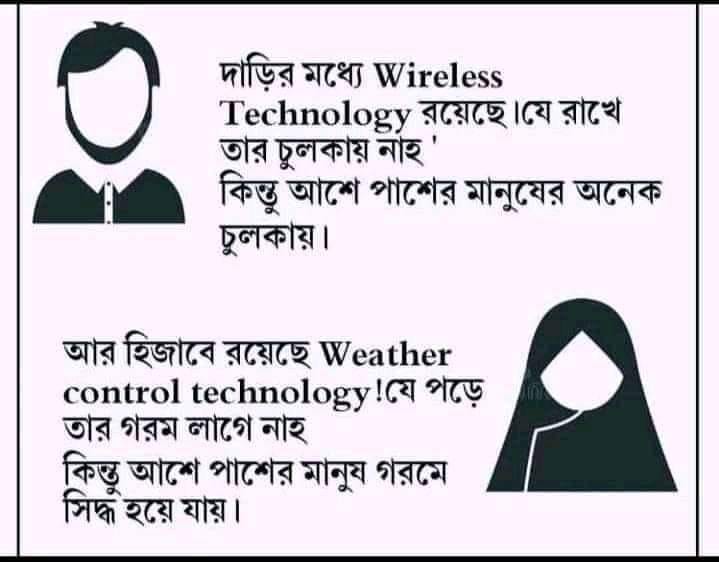 দাড়ির মধ্যে Wireless
Technology রয়েছে।যে রাখে
তার চুলকায় নাহ '
কিন্তু আশে পাশের মানুষের অনেক
চুলকায়।
আর হিজাবে রয়েছে Weather
control technology!যে পড়ে
তার গরম লাগে নাহ
কিন্তু আশে পাশের মানুষ গরমে
সিদ্ধ হয়ে যায়।